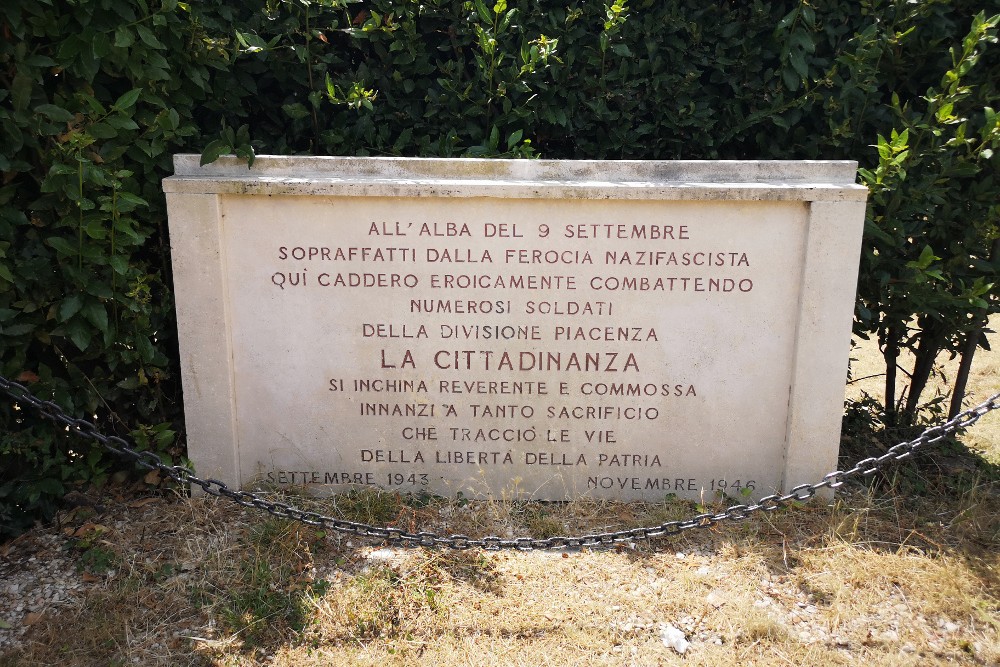 ALL'ALBA DEL 9 SETTEMBRE
SOPRAFFATTI DALLA FEROCIA NAZIFASCISTA
QUÌ CADDERO EROICAMENTE COMBATTENDO
NUMEROSI SOLDATI
DELLA DIVISIONE PIACENZA
LA CITTADINANZA
SI INCHINA REVERENTE E COMMOSSA
INNANZI A TANTO SACRIFICIO
CHE TRACCIÒ LE VIE
DELLA LIBERTÀ DELLA PATRIA
SETTEMBRE 1943 NOVEMBRE 1946